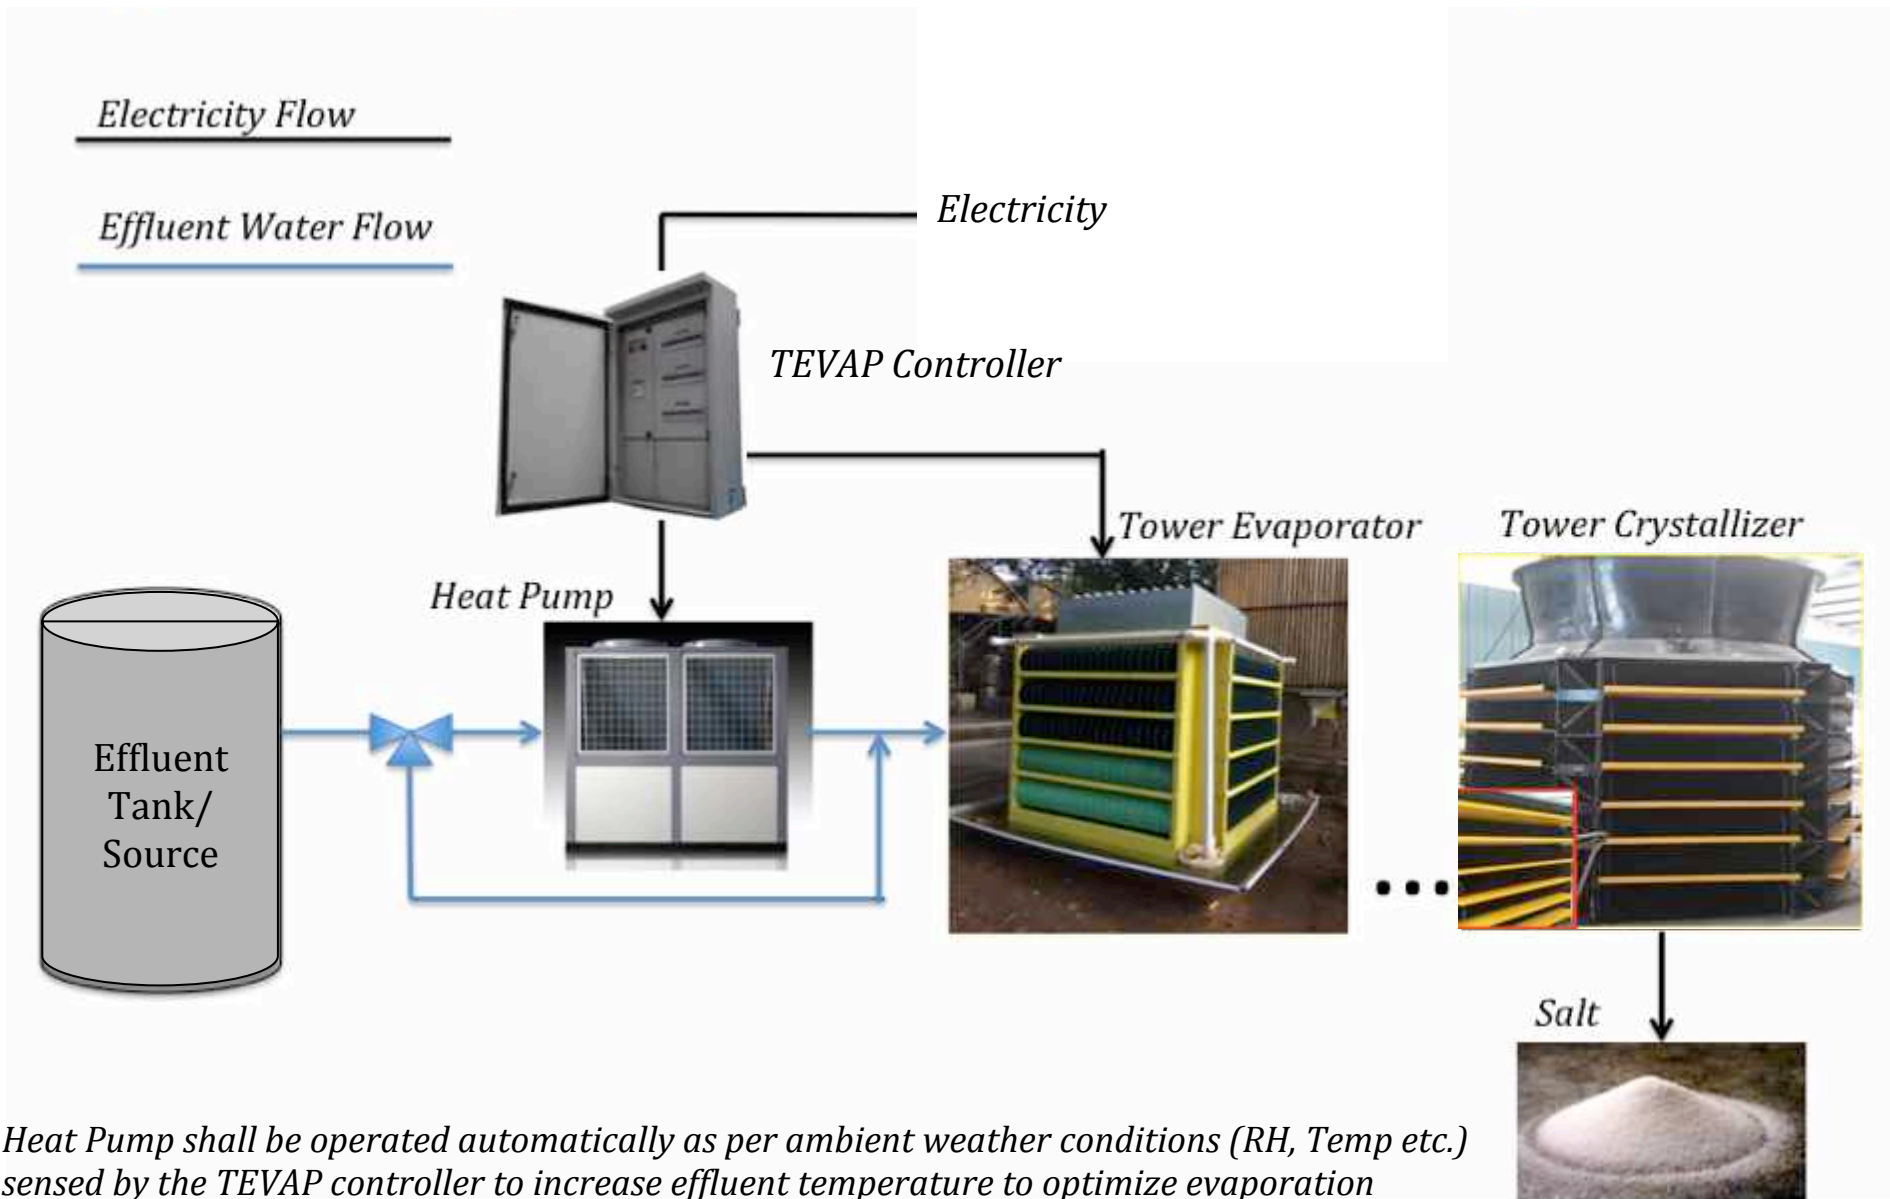 Electricity Flow
Effluent Water Flow
Electricity
TEVAP Controller
Tower Evaporator
Tower Crystallizer
Heat Pump
Effluent
Tank/
Source
...
Salt
Heat Pump shall be operated automatically as per ambient weather conditions (RH, Temp etc.)
sensed by the TEVAP controller to increase effluent temperature to optimize evaporation